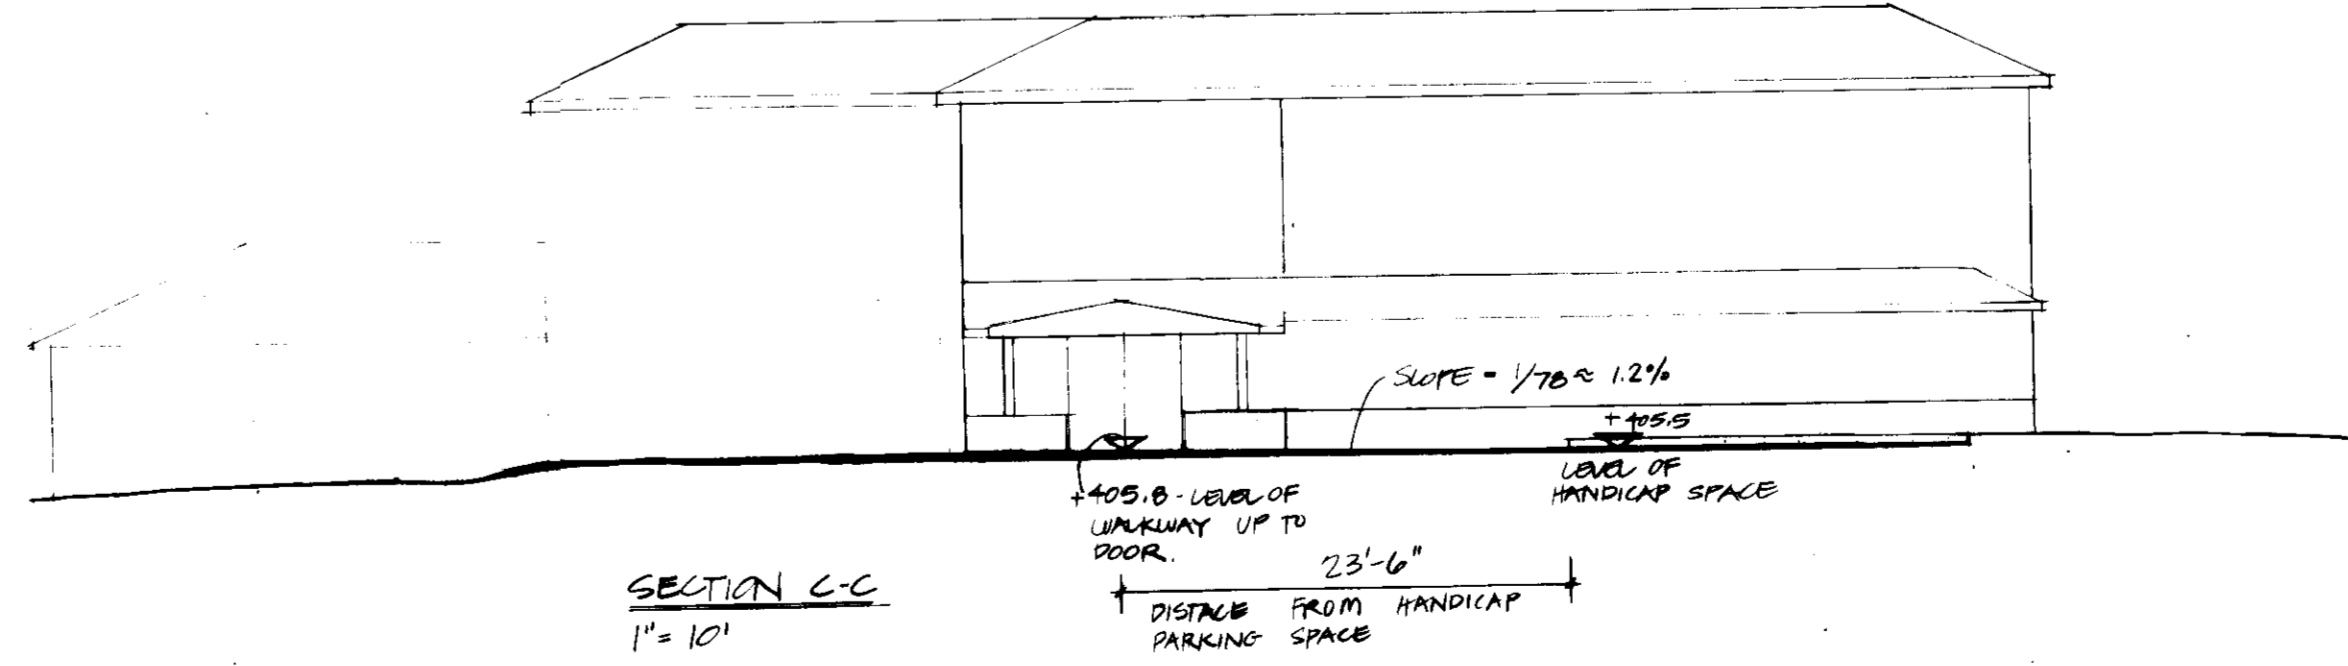 SLOPE = 1/78 ≈ 1.2%
+405.5
LEVEL OF
HANDICAP SPACE
+405.8 - LEVEL OF
WALKWAY UP TO
DOOR.
23'-6"
DISTACE FROM HANDICAP
PARKING SPACE
SECTION C-C
1" = 10'